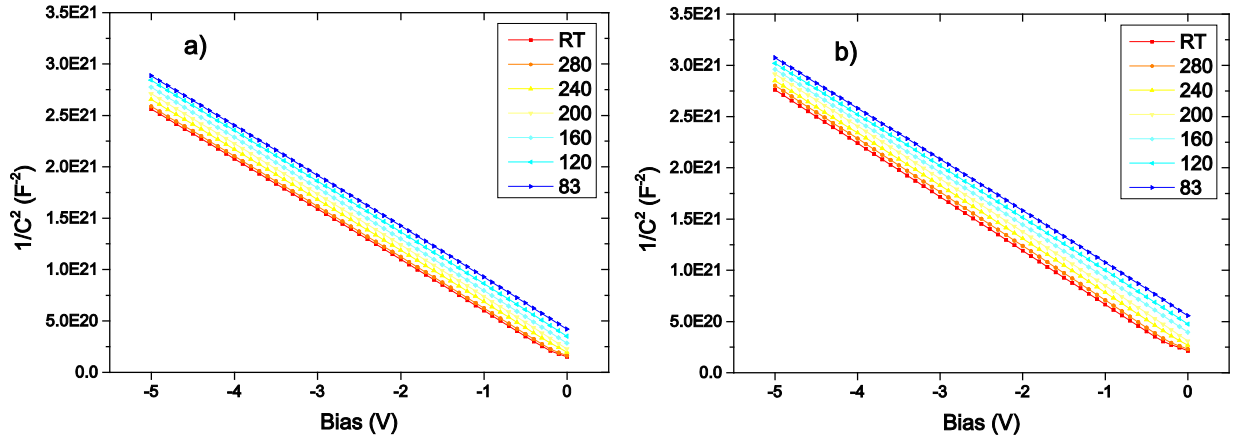 a)
1/C² (F⁻²)
3.5E21
3.0E21
2.5E21
2.0E21
1.5E21
1.0E21
5.0E20
0.0
RT
280
240
200
160
120
83
-5 -4 -3 -2 -1 0
Bias (V)
b)
1/C² (F⁻²)
3.5E21
3.0E21
2.5E21
2.0E21
1.5E21
1.0E21
5.0E20
0.0
RT
280
240
200
160
120
83
-5 -4 -3 -2 -1 0
Bias (V)